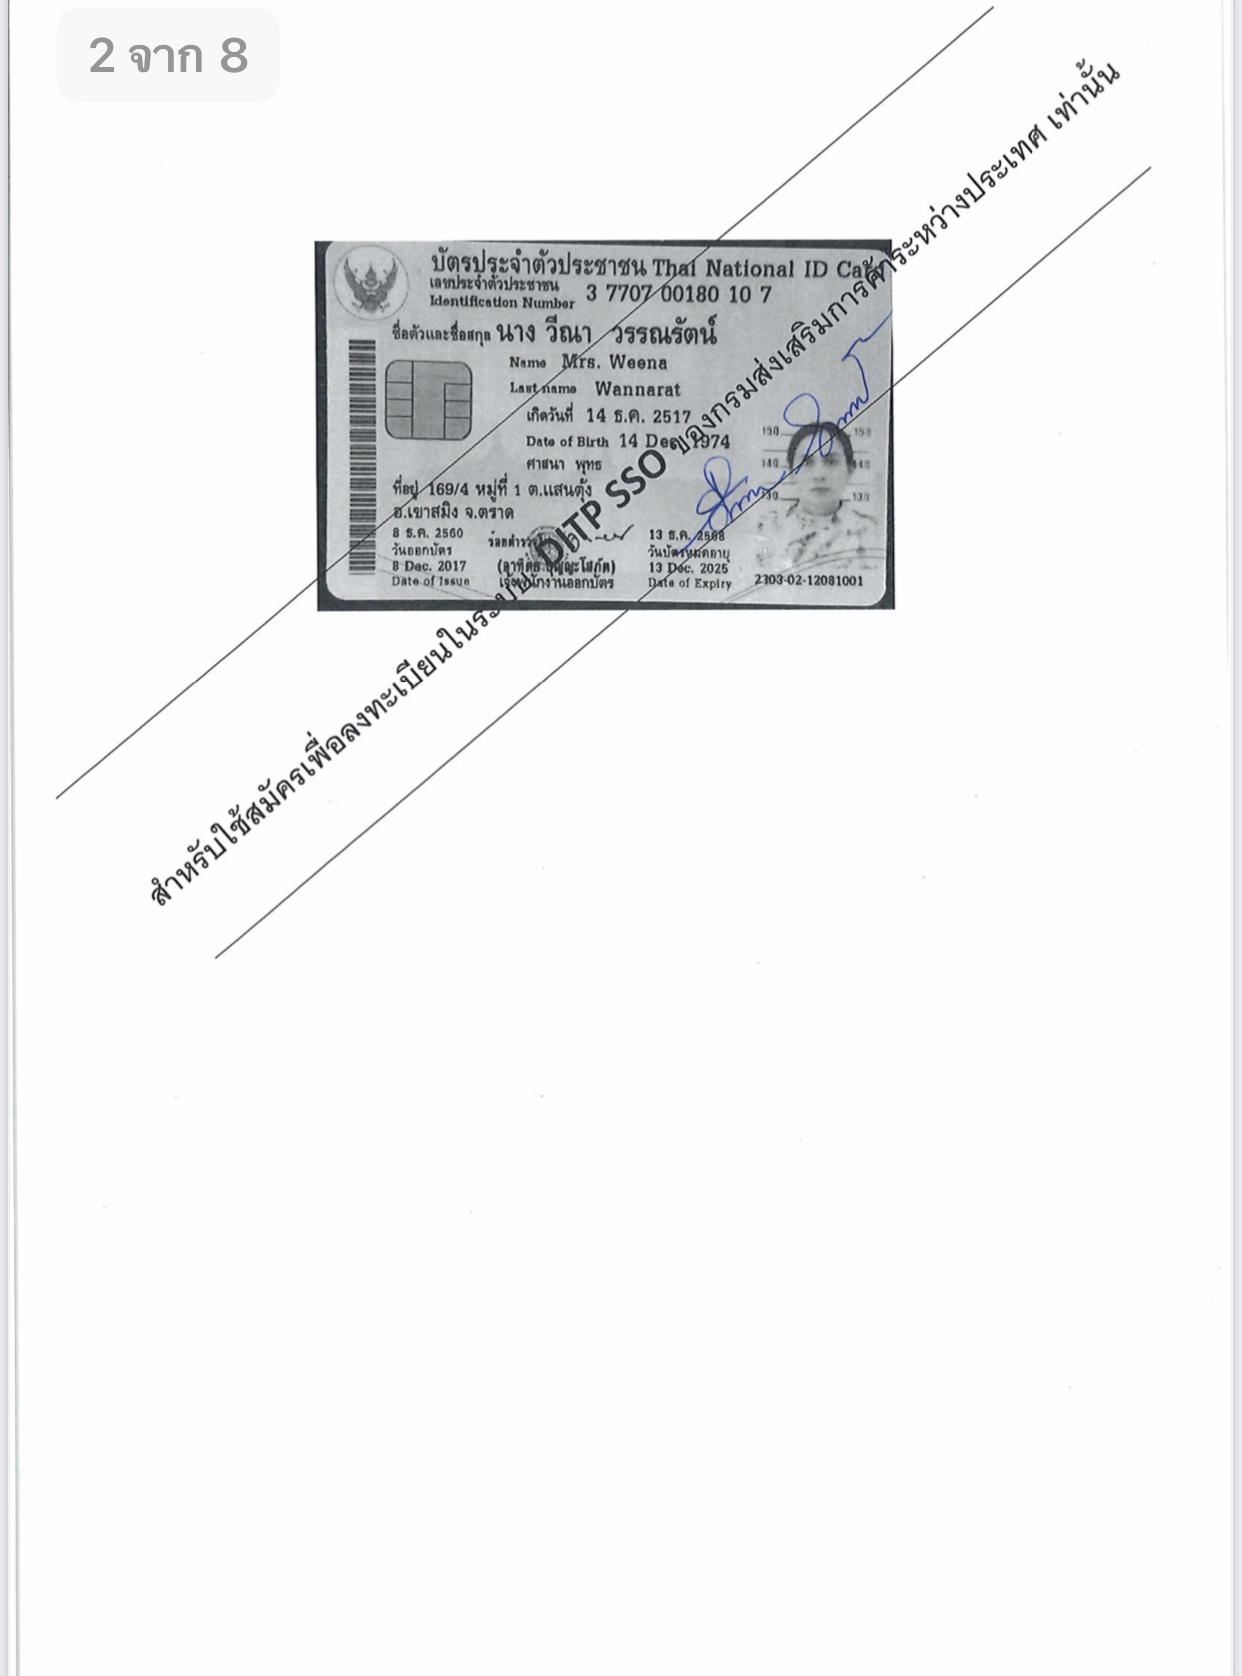 2 จาก 8
บัตรประจำตัวประชาชน Thai National ID Card
เลขประจำตัวประชาชน
Identification Number 3 7707 00180 10 7
ชื่อตัวและชื่อสกุล นาง วีณา วรรณรัตน์
Name Mrs. Weena
Last name Wannarat
เกิดวันที่ 14 ธ.ค. 2517
Date of Birth 14 Dec. 1974
ศาสนา พุทธ
ที่อยู่ 169/4 หมู่ที่ 1 ต.แสนตุ้ง
อ.เขาสมิง จ.ตราด
8 ธ.ค. 2560
วันออกบัตร
8 Dec. 2017
Date of Issue
เจ้าพนักงานออกบัตร
13 ธ.ค. 2568
วันบัตรหมดอายุ
13 Dec. 2025
Date of Expiry
150 150
140 140
130 130
2303-02-12081001
สำหรับใช้สมัครเพื่อลงทะเบียนในระบบ DITP SSO ของกรมส่งเสริมการค้าระหว่างประเทศ เท่านั้น